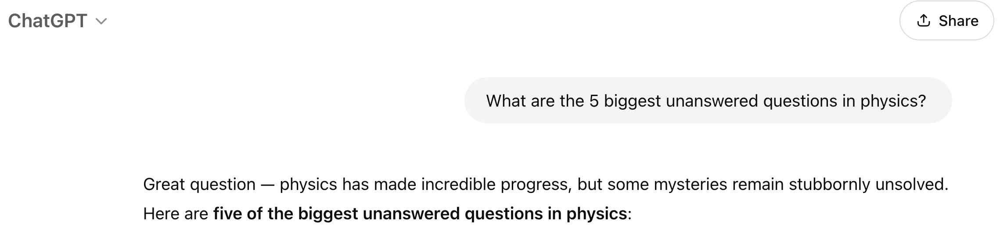 ChatGPT
Share
What are the 5 biggest unanswered questions in physics?
Great question — physics has made incredible progress, but some mysteries remain stubbornly unsolved.
Here are five of the biggest unanswered questions in physics: